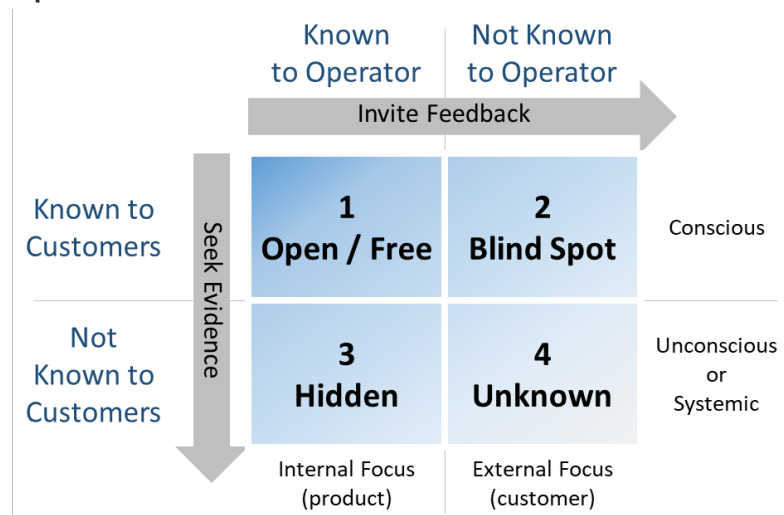 Known
to Operator
Not Known
to Operator
Invite Feedback
Known to
Customers
Seek Evidence
1
Open / Free
2
Blind Spot
Conscious
Not
Known to
Customers
3
Hidden
4
Unknown
Unconscious
or
Systemic
Internal Focus
(product)
External Focus
(customer)